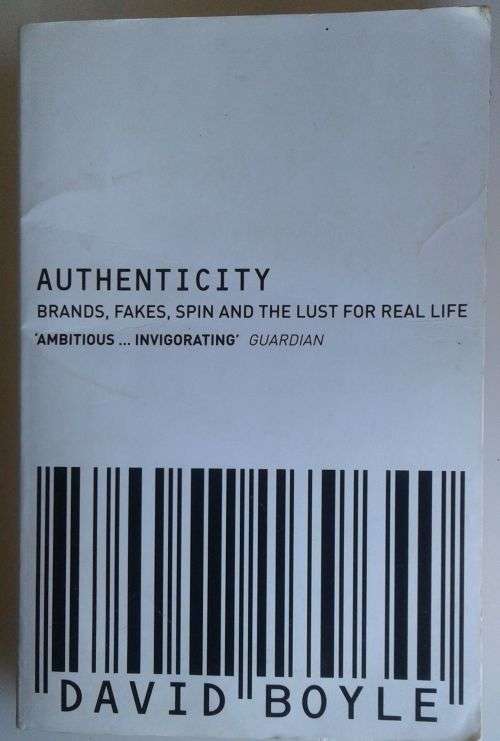 AUTHENTICITY
BRANDS, FAKES, SPIN AND THE LUST FOR REAL LIFE
'AMBITIOUS ... INVIGORATING' GUARDIAN
DAVID BOYLE